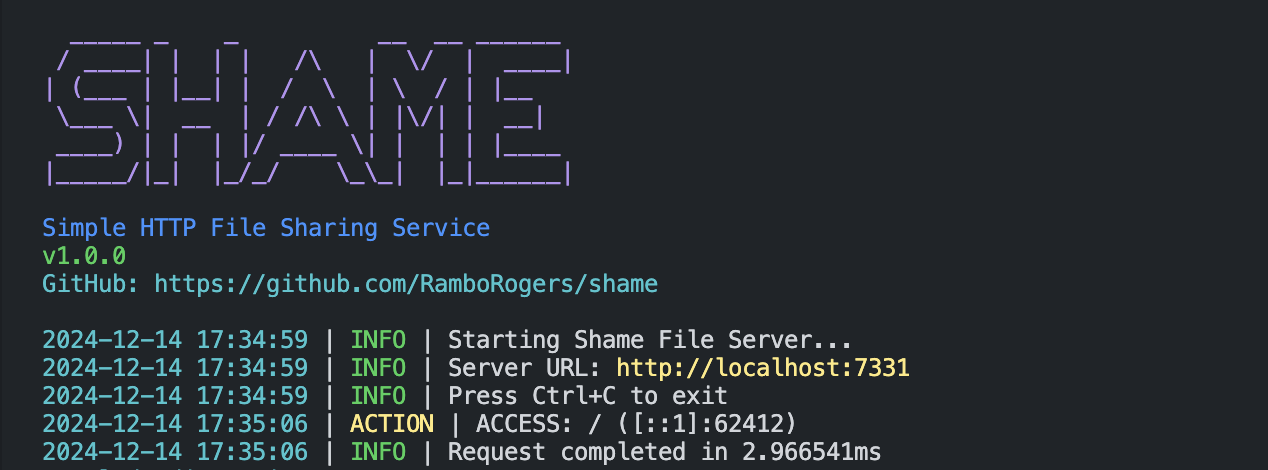 SHAME
Simple HTTP File Sharing Service
v1.0.0
GitHub: https://github.com/RamboRogers/shame
2024-12-14 17:34:59 | INFO | Starting Shame File Server...
2024-12-14 17:34:59 | INFO | Server URL: http://localhost:7331
2024-12-14 17:34:59 | INFO | Press Ctrl+C to exit
2024-12-14 17:35:06 | ACTION | ACCESS: / ([::1]:62412)
2024-12-14 17:35:06 | INFO | Request completed in 2.966541ms